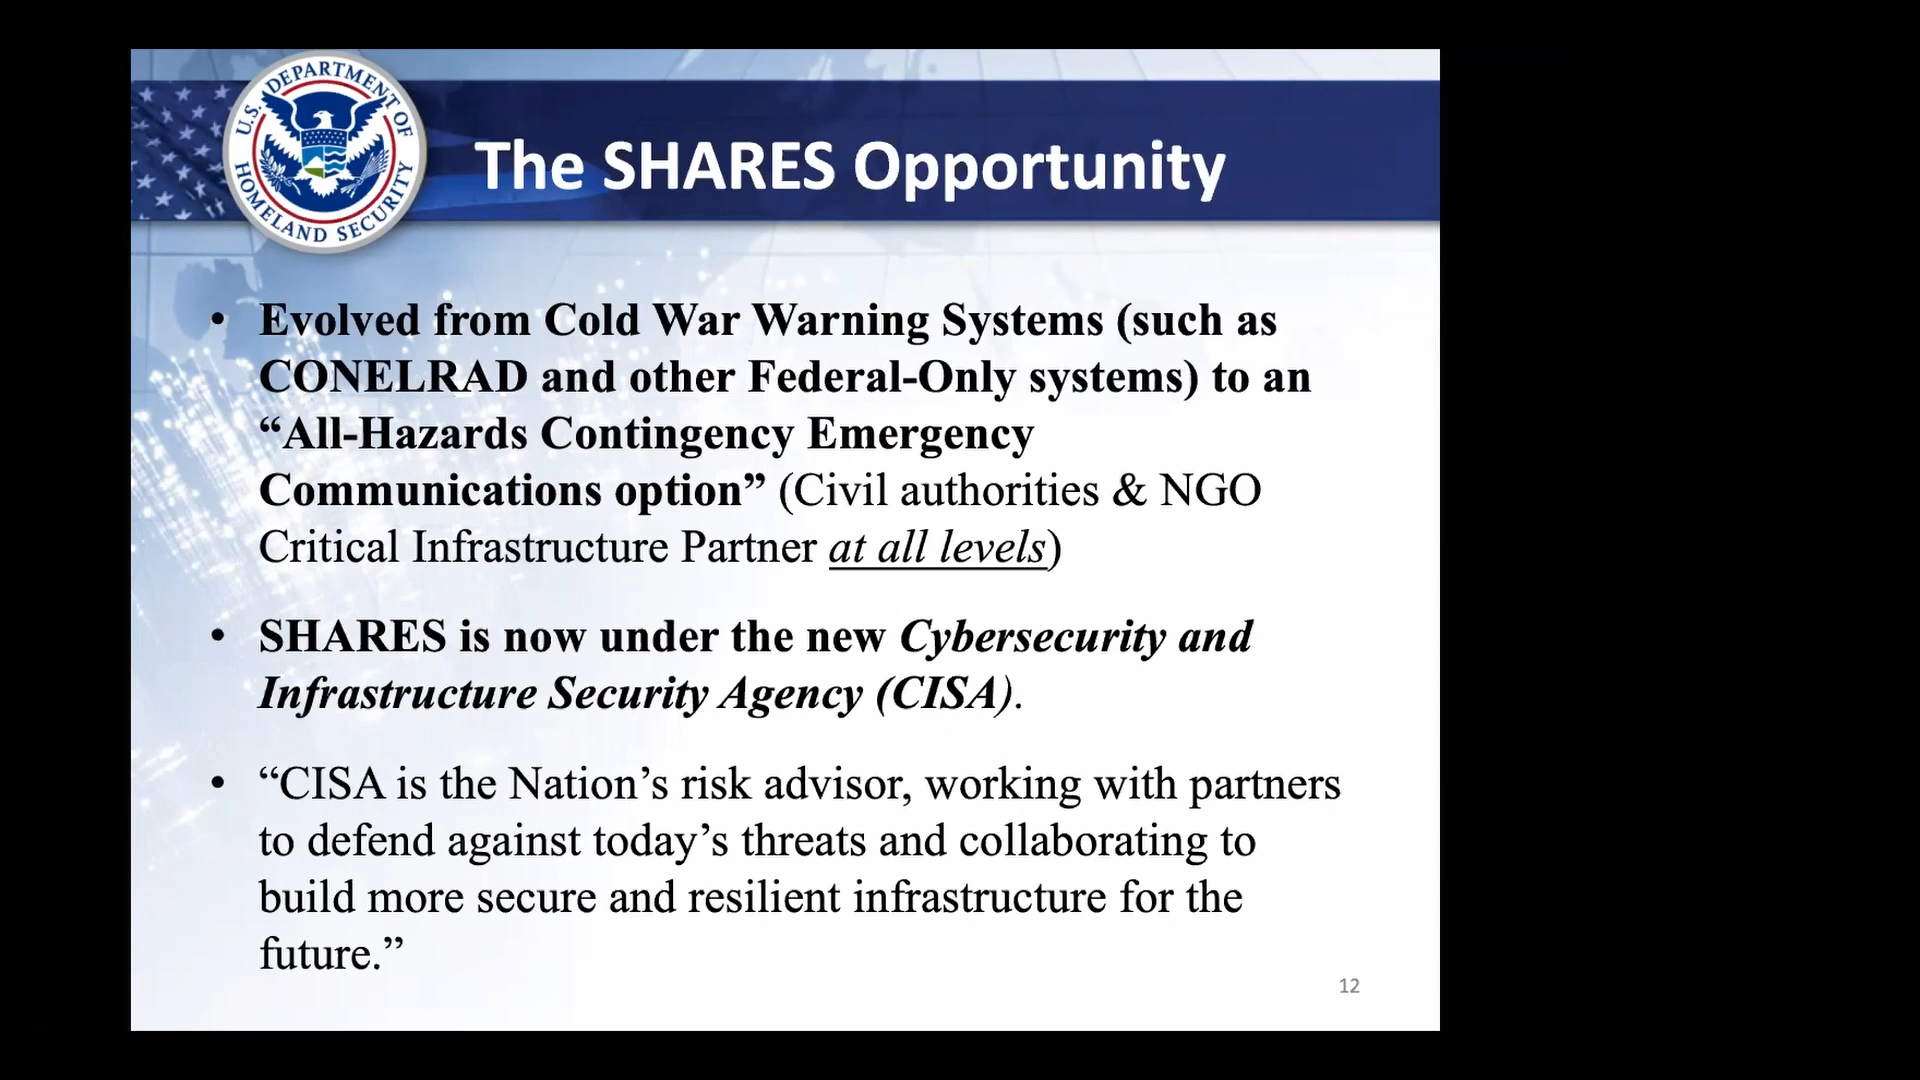 U.S. DEPARTMENT OF
HOMELAND SECURITY
The SHARES Opportunity
• Evolved from Cold War Warning Systems (such as
CONELRAD and other Federal-Only systems) to an
“All-Hazards Contingency Emergency
Communications option” (Civil authorities & NGO
Critical Infrastructure Partner at all levels)
• SHARES is now under the new Cybersecurity and
Infrastructure Security Agency (CISA).
• “CISA is the Nation’s risk advisor, working with partners
to defend against today’s threats and collaborating to
build more secure and resilient infrastructure for the
future.”
12